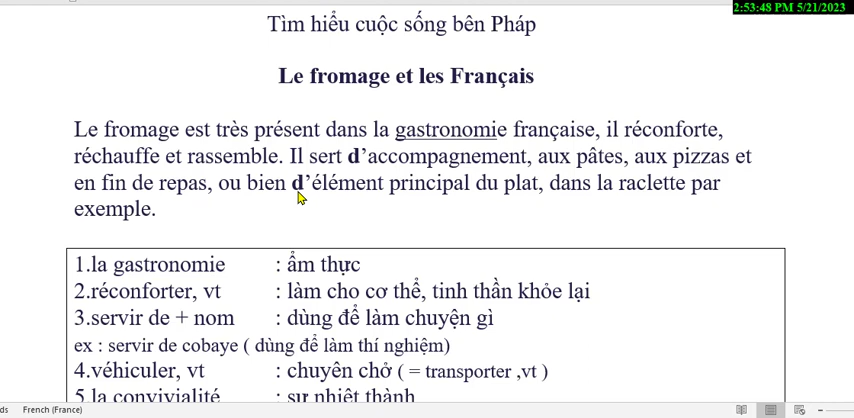 2:53:48 PM 5/21/2023
Tìm hiểu cuộc sống bên Pháp
Le fromage et les Français
Le fromage est très présent dans la gastronomie française, il réconforte,
réchauffe et rassemble. Il sert d’accompagnement, aux pâtes, aux pizzas et
en fin de repas, ou bien d’élément principal du plat, dans la raclette par
exemple.
1.la gastronomie : ẩm thực
2.réconforter, vt : làm cho cơ thể, tinh thần khỏe lại
3.servir de + nom : dùng để làm chuyện gì
ex : servir de cobaye ( dùng để làm thí nghiệm)
4.véhiculer, vt : chuyên chở ( = transporter ,vt )
5.la convivialité : sự nhiệt thành
ds French (France)